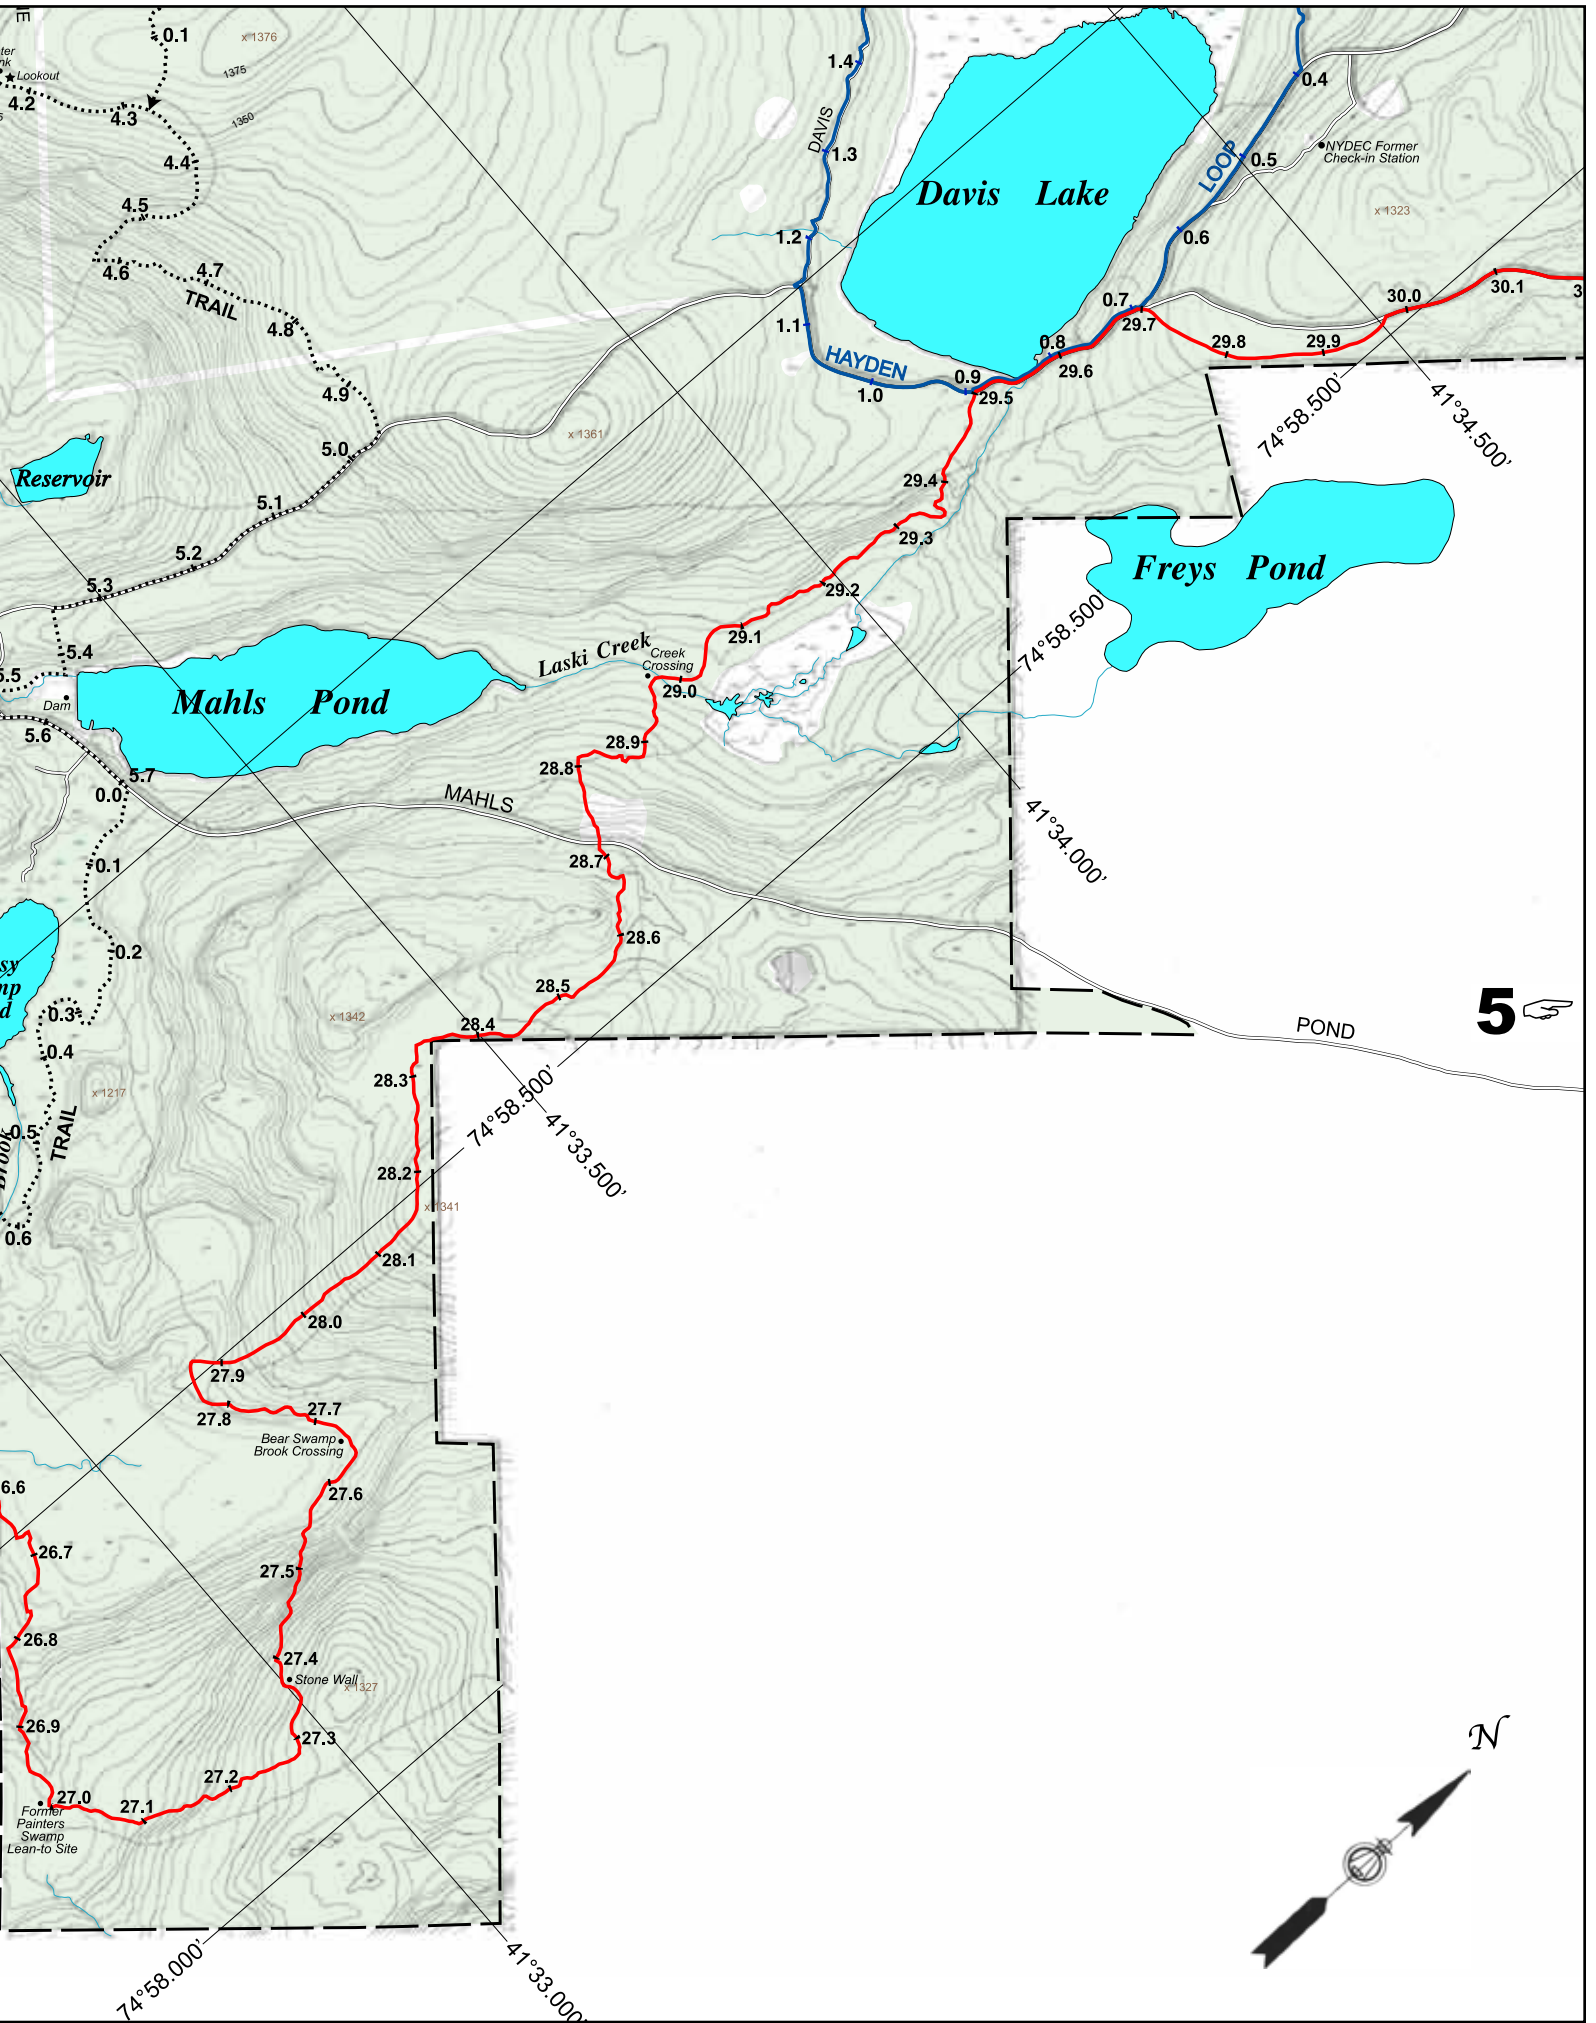 0.1
x 1376
1375
1350
Lookout
4.2
4.3
4.4
4.5
4.6
4.7
TRAIL
4.8
4.9
5.0
5.1
5.2
5.3
5.4
5.5
5.6
5.7
Reservoir
1.4
DAVIS
1.3
1.2
1.1
HAYDEN
1.0
0.9
0.8
0.7
0.6
LOOP
0.5
0.4
Davis Lake
NYDEC Former
Check-in Station
x 1323
x 1361
29.5
29.6
29.7
29.8
29.9
30.0
30.1
3
74°58.500'
41°34.500'
29.4
29.3
29.2
29.1
29.0
Freys Pond
74°58.500'
41°34.000'
Laski Creek
Creek
Crossing
Mahls Pond
Dam
28.9
28.8
MAHLS
28.7
28.6
28.5
28.4
28.3
28.2
28.1
28.0
27.9
27.8
27.7
POND
5
0.0
0.1
0.2
0.3
0.4
0.5
TRAIL
0.6
sy
mp
d
Brook
x 1342
x 1217
x 1341
74°58.500'
41°33.500'
Bear Swamp
Brook Crossing
27.6
27.5
27.4
Stone Wall
x 1327
27.3
27.2
27.1
27.0
26.9
26.8
26.7
6.6
Former
Painters
Swamp
Lean-to Site
74°58.000'
41°33.000'
N